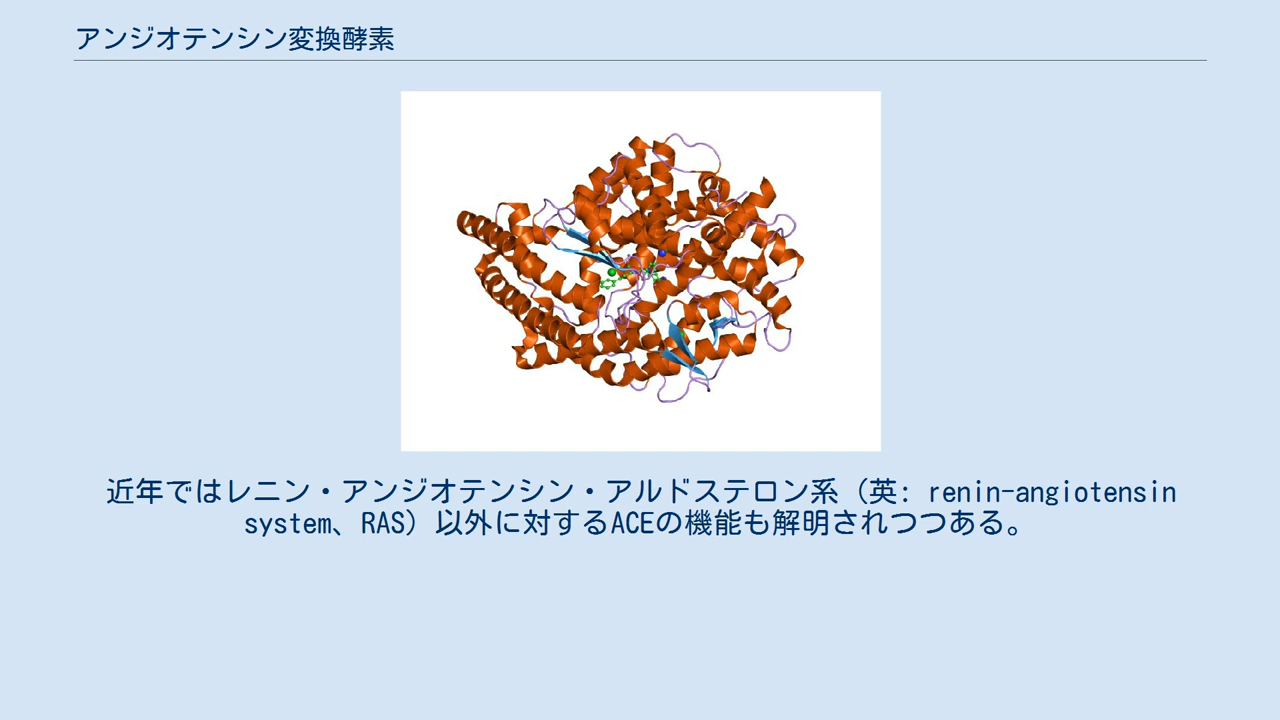 アンジオテンシン変換酵素
近年ではレニン・アンジオテンシン・アルドステロン系（英: renin-angiotensin
system、RAS）以外に対するACEの機能も解明されつつある。